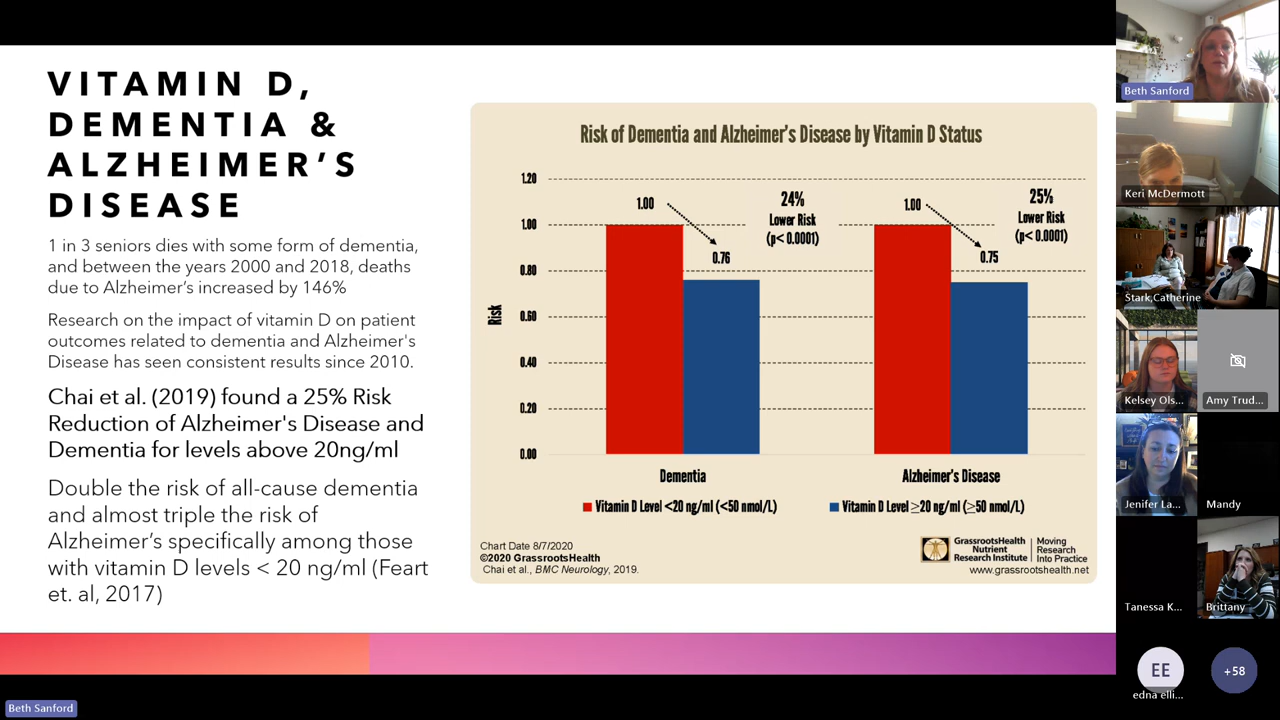 VITAMIN D,
DEMENTIA &
ALZHEIMER'S
DISEASE
1 in 3 seniors dies with some form of dementia,
and between the years 2000 and 2018, deaths
due to Alzheimer's increased by 146%
Research on the impact of vitamin D on patient
outcomes related to dementia and Alzheimer's
Disease has seen consistent results since 2010.
Chai et al. (2019) found a 25% Risk
Reduction of Alzheimer's Disease and
Dementia for levels above 20ng/ml
Double the risk of all-cause dementia
and almost triple the risk of
Alzheimer's specifically among those
with vitamin D levels < 20 ng/ml (Feart
et. al, 2017)
Risk of Dementia and Alzheimer's Disease by Vitamin D Status
1.20
1.00
0.80
0.60
0.40
0.20
0.00
Risk
1.00
0.76
24%
Lower Risk
(p< 0.0001)
1.00
0.75
25%
Lower Risk
(p< 0.0001)
Dementia
Alzheimer's Disease
Vitamin D Level <20 ng/ml (<50 nmol/L)
Vitamin D Level ≥20 ng/ml (≥50 nmol/L)
Chart Date 8/7/2020
©2020 GrassrootsHealth
Chai et al., BMC Neurology, 2019.
GrassrootsHealth
Nutrient
Research Institute
Moving
Research
Into Practice
www.grassrootshealth.net
Beth Sanford
Keri McDermott
Stark,Catherine
Kelsey Ols...
Amy Trud...
Jenifer La...
Mandy
Tanessa K...
Brittany
EE
edna elli...
+58
Beth Sanford